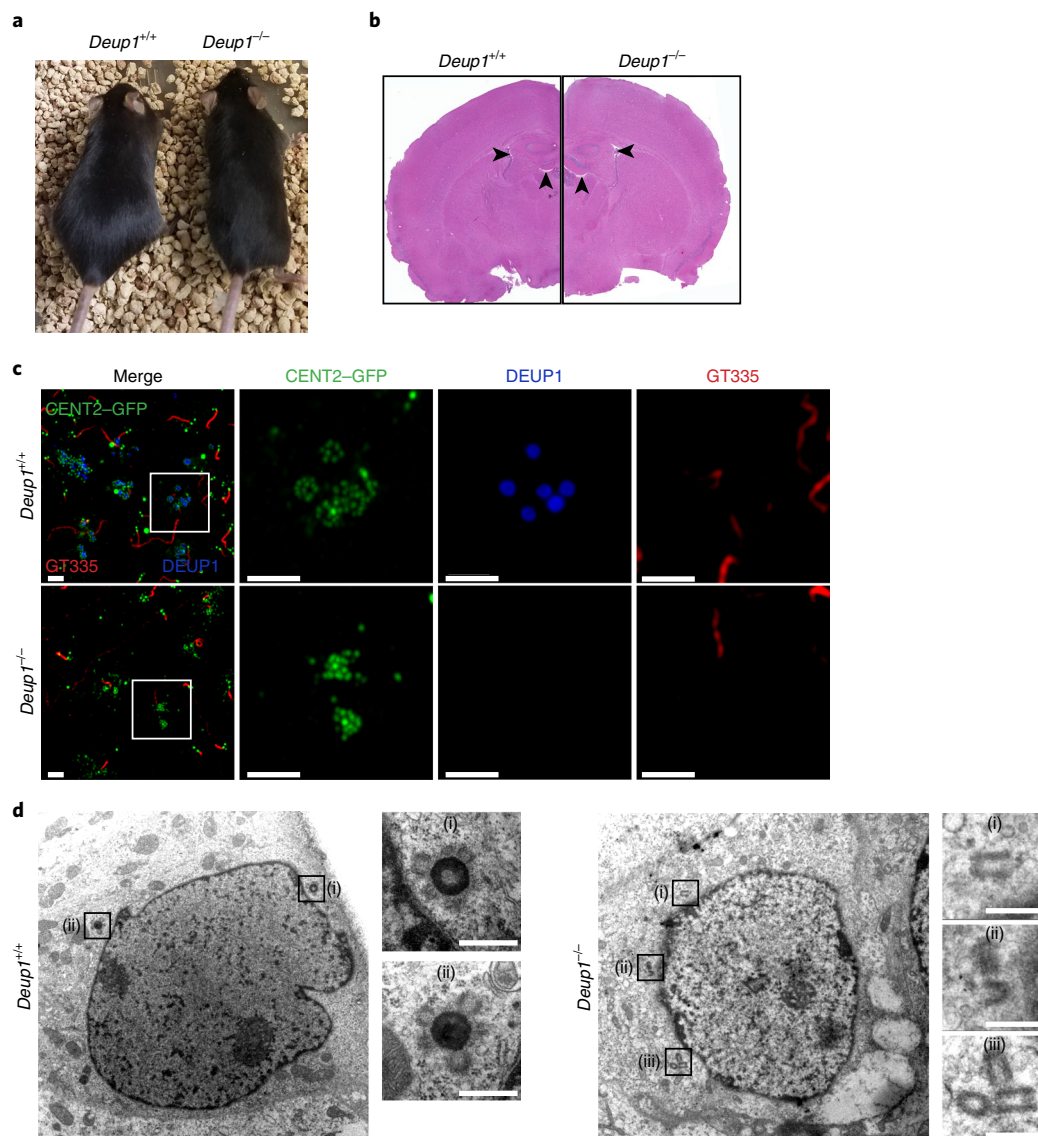 a
Deup1+/+ Deup1–/–
b
Deup1+/+ Deup1–/–
c
Merge CENT2–GFP DEUP1 GT335
Deup1+/+
CENT2–GFP
GT335 DEUP1
Deup1–/–
d
Deup1+/+
(i)
(ii)
(i)
(ii)
Deup1–/–
(i)
(ii)
(iii)
(i)
(ii)
(iii)